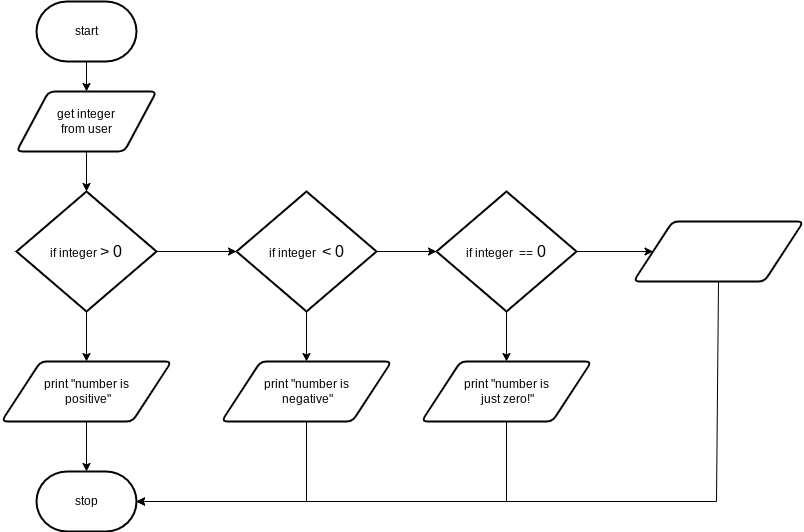 start
get integer
from user
if integer > 0
if integer < 0
if integer == 0
print "number is
positive"
print "number is
negative"
print "number is
just zero!"
stop